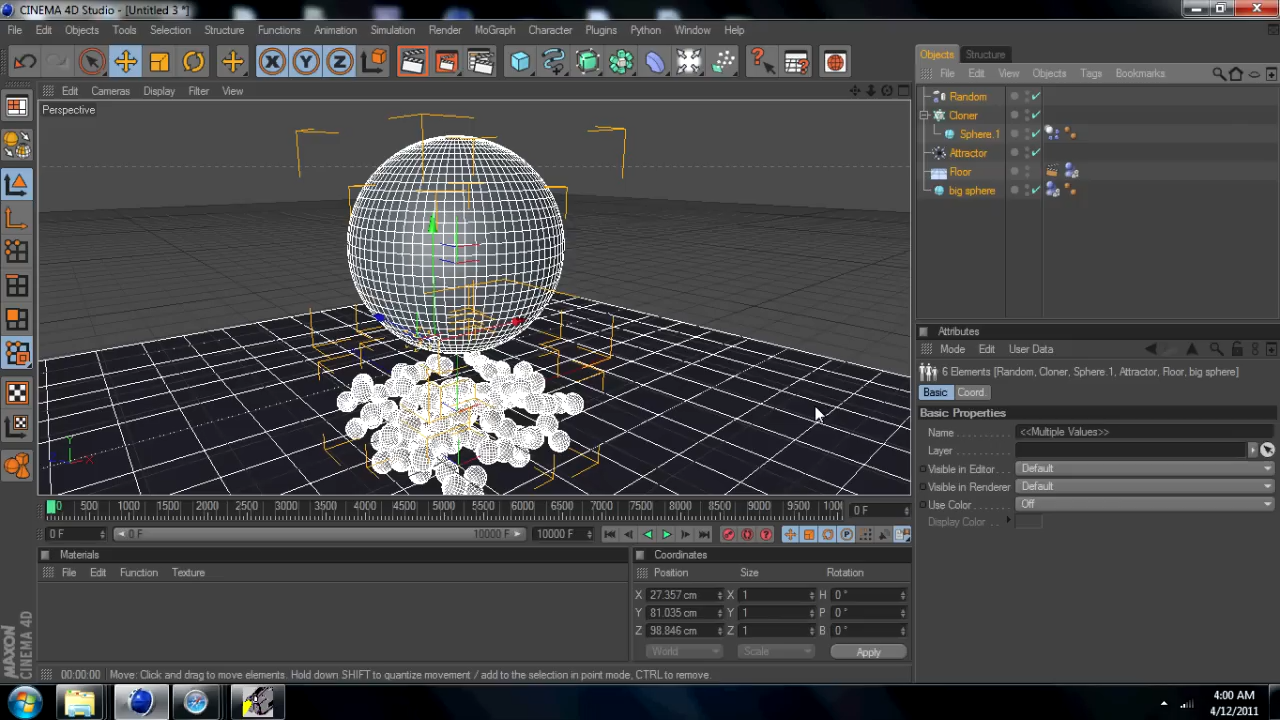 CINEMA 4D Studio - [Untitled 3 *]
File Edit Objects Tools Selection Structure Functions Animation Simulation Render MoGraph Character Plugins Python Window Help
Objects Structure
File Edit View Objects Tags Bookmarks
Edit Cameras Display Filter View
Perspective
Random
Cloner
Sphere.1
Attractor
Floor
big sphere
Attributes
Mode Edit User Data
6 Elements [Random, Cloner, Sphere.1, Attractor, Floor, big sphere]
Basic Coord.
Basic Properties
Name <<Multiple Values>>
Layer
Visible in Editor Default
Visible in Renderer Default
Use Color Off
Display Color
X Y Z
Y
X
0 500 1000 1500 2000 2500 3000 3500 4000 4500 5000 5500 6000 6500 7000 7500 8000 8500 9000 9500 100 0 F
0 F 0 F 10000 F 10000 F
Materials
File Edit Function Texture
Coordinates
Position Size Rotation
X 27.357 cm X 1 H 0 °
Y 81.035 cm Y 1 P 0 °
Z 98.846 cm Z 1 B 0 °
World Scale Apply
MAXON CINEMA 4D
00:00:00 Move: Click and drag to move elements. Hold down SHIFT to quantize movement / add to the selection in point mode, CTRL to remove.
4:00 AM
4/12/2011